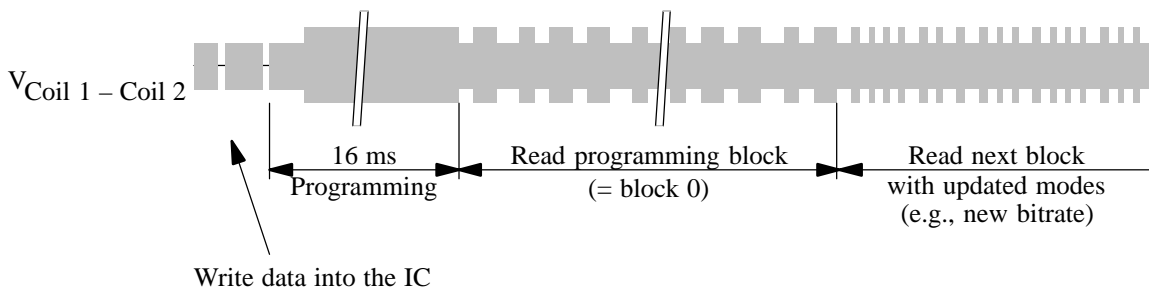 V Coil 1 – Coil 2
16 ms
Programming
Read programming block
(= block 0)
Read next block
with updated modes
(e.g., new bitrate)
Write data into the IC